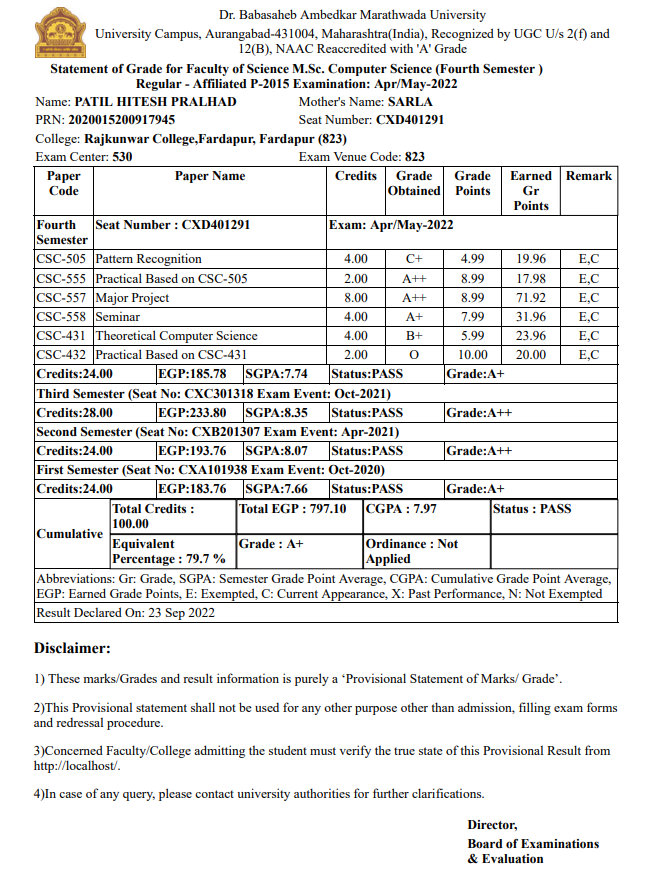 Dr. Babasaheb Ambedkar Marathwada University
University Campus, Aurangabad-431004, Maharashtra(India), Recognized by UGC U/s 2(f) and
12(B), NAAC Reaccredited with 'A' Grade
Statement of Grade for Faculty of Science M.Sc. Computer Science (Fourth Semester )
Regular - Affiliated P-2015 Examination: Apr/May-2022
Name: PATIL HITESH PRALHAD Mother's Name: SARLA
PRN: 2020015200917945 Seat Number: CXD401291
College: Rajkunwar College,Fardapur, Fardapur (823)
Exam Center: 530 Exam Venue Code: 823
Paper Code Paper Name Credits Grade Obtained Grade Points Earned Gr Points Remark
Fourth Semester Seat Number : CXD401291 Exam: Apr/May-2022
CSC-505 Pattern Recognition 4.00 C+ 4.99 19.96 E,C
CSC-555 Practical Based on CSC-505 2.00 A++ 8.99 17.98 E,C
CSC-557 Major Project 8.00 A++ 8.99 71.92 E,C
CSC-558 Seminar 4.00 A+ 7.99 31.96 E,C
CSC-431 Theoretical Computer Science 4.00 B+ 5.99 23.96 E,C
CSC-432 Practical Based on CSC-431 2.00 O 10.00 20.00 E,C
Credits:24.00 EGP:185.78 SGPA:7.74 Status:PASS Grade:A+
Third Semester (Seat No: CXC301318 Exam Event: Oct-2021)
Credits:28.00 EGP:233.80 SGPA:8.35 Status:PASS Grade:A++
Second Semester (Seat No: CXB201307 Exam Event: Apr-2021)
Credits:24.00 EGP:193.76 SGPA:8.07 Status:PASS Grade:A++
First Semester (Seat No: CXA101938 Exam Event: Oct-2020)
Credits:24.00 EGP:183.76 SGPA:7.66 Status:PASS Grade:A+
Cumulative Total Credits : 100.00 Total EGP : 797.10 CGPA : 7.97 Status : PASS
Equivalent Percentage : 79.7 % Grade : A+ Ordinance : Not Applied
Abbreviations: Gr: Grade, SGPA: Semester Grade Point Average, CGPA: Cumulative Grade Point Average,
EGP: Earned Grade Points, E: Exempted, C: Current Appearance, X: Past Performance, N: Not Exempted
Result Declared On: 23 Sep 2022
Disclaimer:
1) These marks/Grades and result information is purely a ‘Provisional Statement of Marks/ Grade’.
2)This Provisional statement shall not be used for any other purpose other than admission, filling exam forms
and redressal procedure.
3)Concerned Faculty/College admitting the student must verify the true state of this Provisional Result from
http://localhost/.
4)In case of any query, please contact university authorities for further clarifications.
Director,
Board of Examinations
& Evaluation